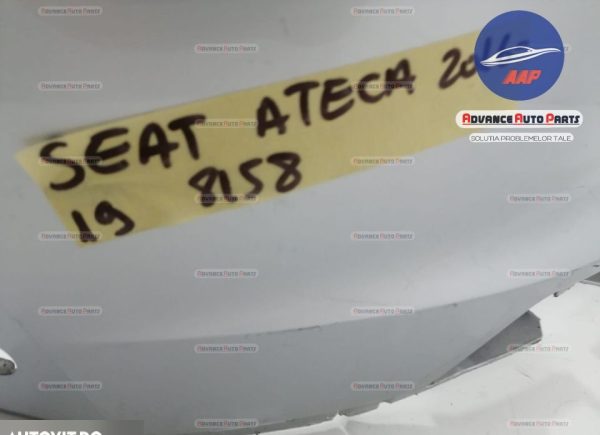 SEAT ATECA
19 8158
AAP
ADVANCE AUTO PARTS
SOLUTIA PROBLEMELOR TALE